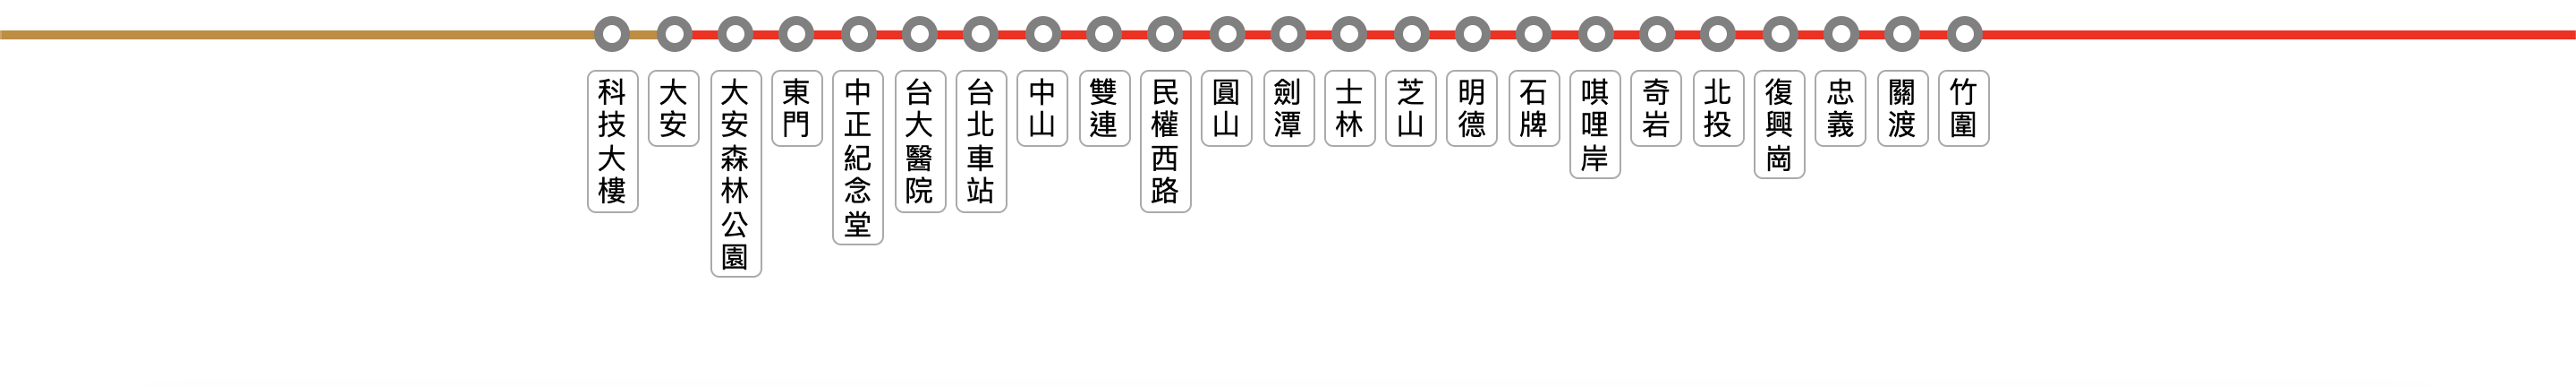 科技大樓
大安
大安森林公園
東門
中正紀念堂
台大醫院
台北車站
中山
雙連
民權西路
圓山
劍潭
士林
芝山
明德
石牌
唭哩岸
奇岩
北投
復興崗
忠義
關渡
竹圍